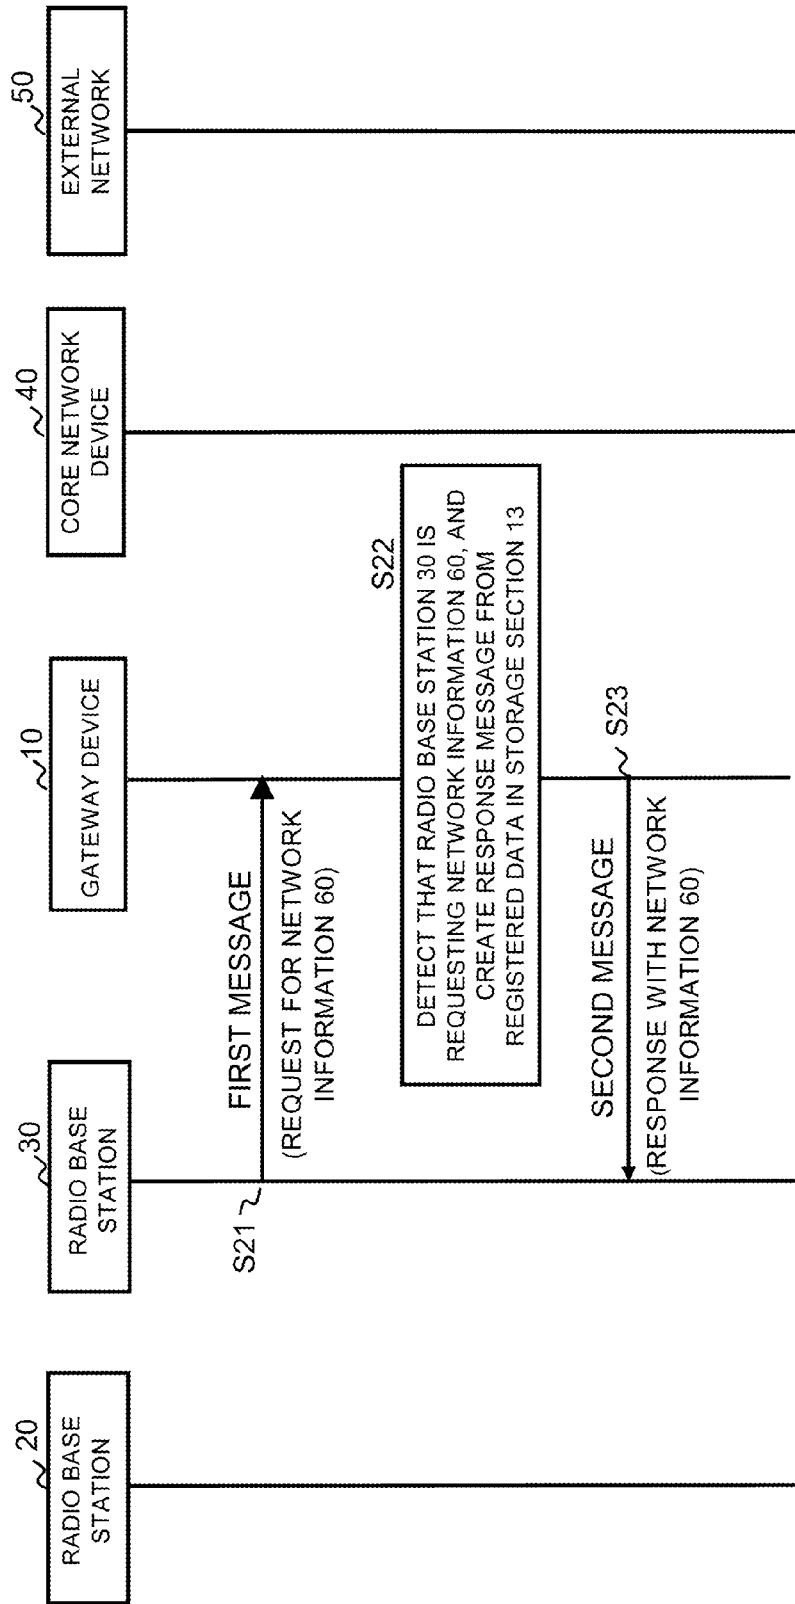 20
RADIO BASE
STATION
30
RADIO BASE
STATION
10
GATEWAY DEVICE
40
CORE NETWORK
DEVICE
50
EXTERNAL
NETWORK
S21
FIRST MESSAGE
(REQUEST FOR NETWORK
INFORMATION 60)
S22
DETECT THAT RADIO BASE STATION 30 IS
REQUESTING NETWORK INFORMATION 60, AND
CREATE RESPONSE MESSAGE FROM
REGISTERED DATA IN STORAGE SECTION 13
SECOND MESSAGE
S23
(RESPONSE WITH NETWORK
INFORMATION 60)